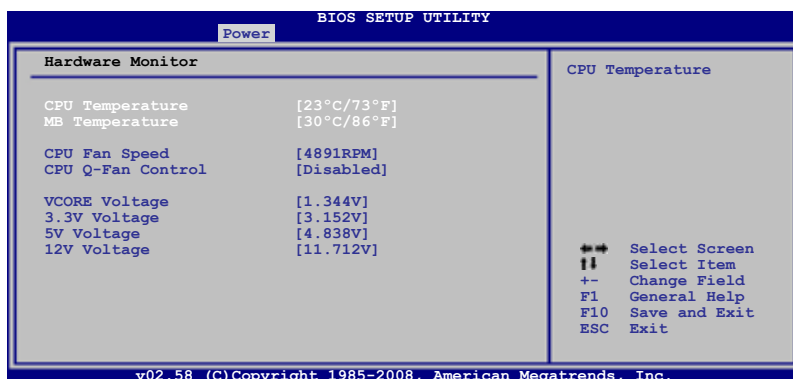 BIOS SETUP UTILITY
Power
Hardware Monitor
CPU Temperature [23°C/73°F]
MB Temperature [30°C/86°F]
CPU Fan Speed [4891RPM]
CPU Q-Fan Control [Disabled]
VCORE Voltage [1.344V]
3.3V Voltage [3.152V]
5V Voltage [4.838V]
12V Voltage [11.712V]
CPU Temperature
←→ Select Screen
↑↓ Select Item
+- Change Field
F1 General Help
F10 Save and Exit
ESC Exit
v02.58 (C)Copyright 1985-2008, American Megatrends, Inc.